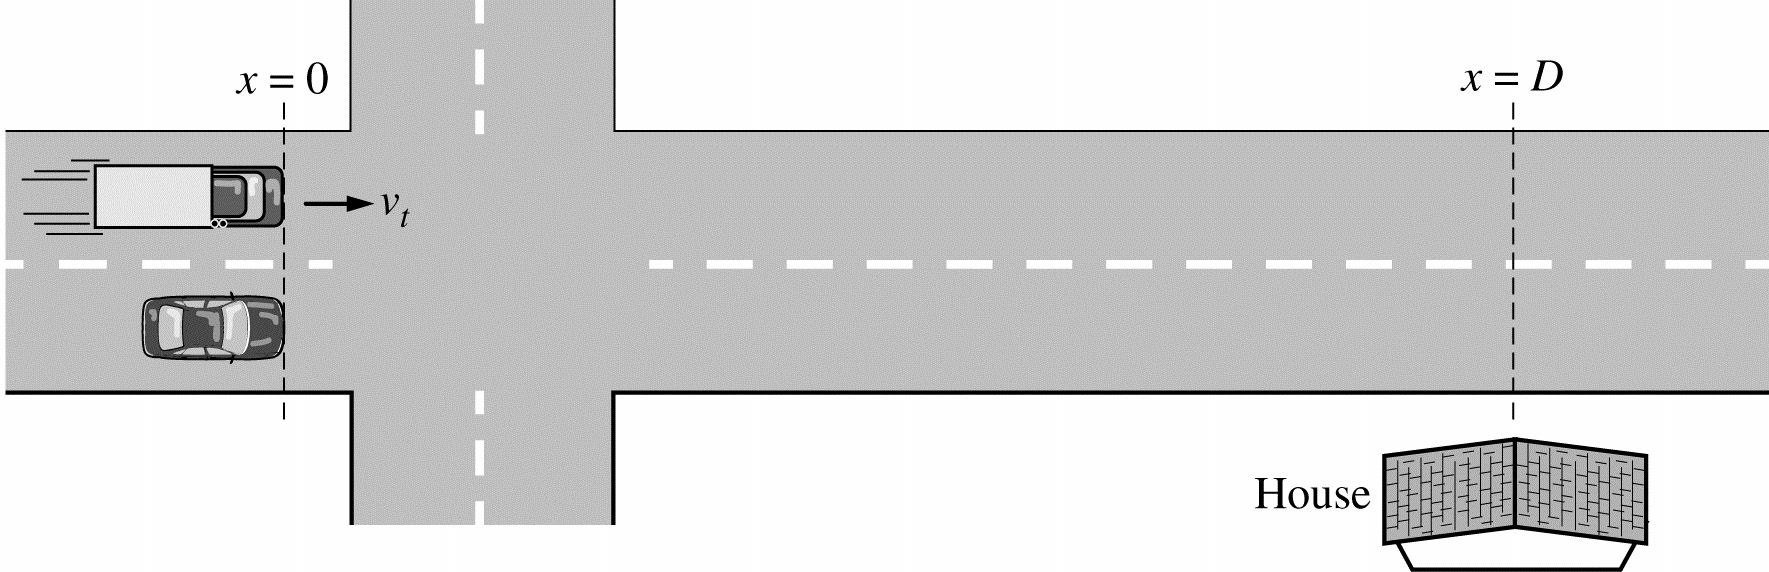 x = 0
x = D
v_t
House